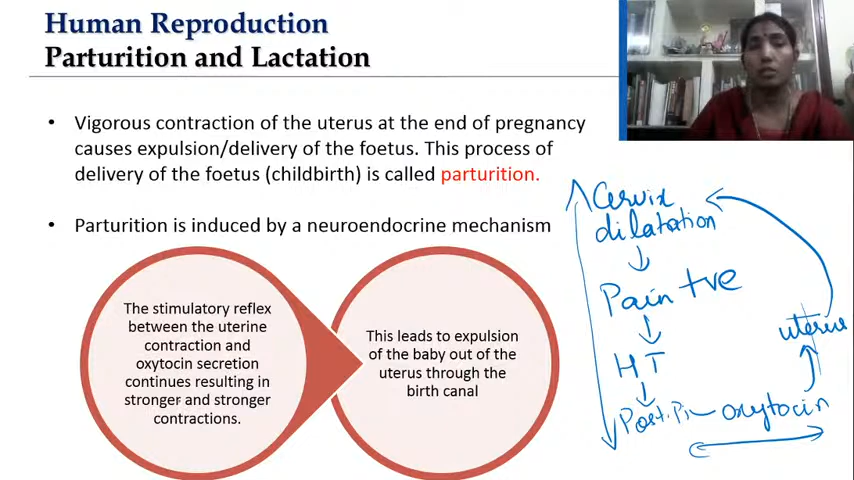 Human Reproduction
Parturition and Lactation
• Vigorous contraction of the uterus at the end of pregnancy
causes expulsion/delivery of the foetus. This process of
delivery of the foetus (childbirth) is called parturition.
• Parturition is induced by a neuroendocrine mechanism
The stimulatory reflex
between the uterine
contraction and
oxytocin secretion
continues resulting in
stronger and stronger
contractions.
This leads to expulsion
of the baby out of the
uterus through the
birth canal
Cervix
dilatation
Pain +ve
HT
Post. Pi
oxytocin
uterus